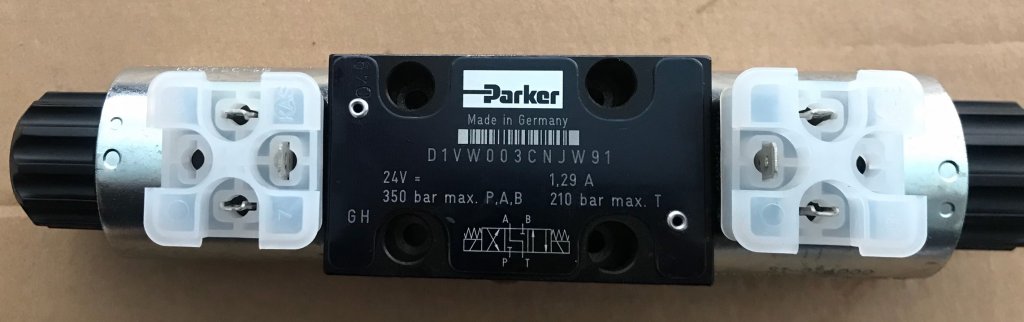 Parker
Made in Germany
D1VW003CNJW91
24V = 1,29 A
350 bar max. P,A,B 210 bar max. T
GH
A B
P T